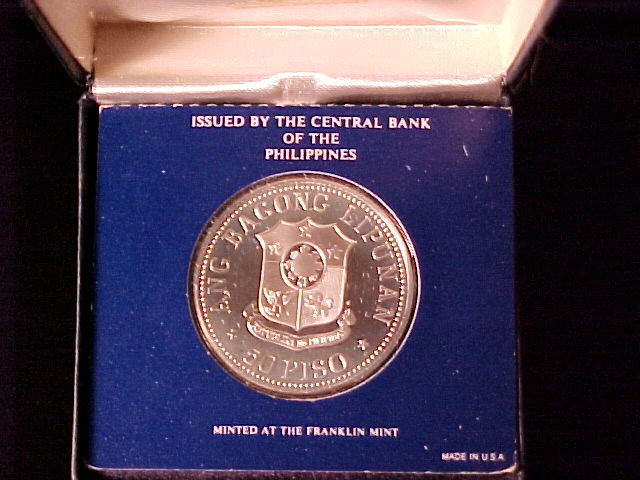 ISSUED BY THE CENTRAL BANK
OF THE
PHILIPPINES
ANG BAGONG LIPUNAN
50 PISO
MINTED AT THE FRANKLIN MINT
MADE IN U.S.A.